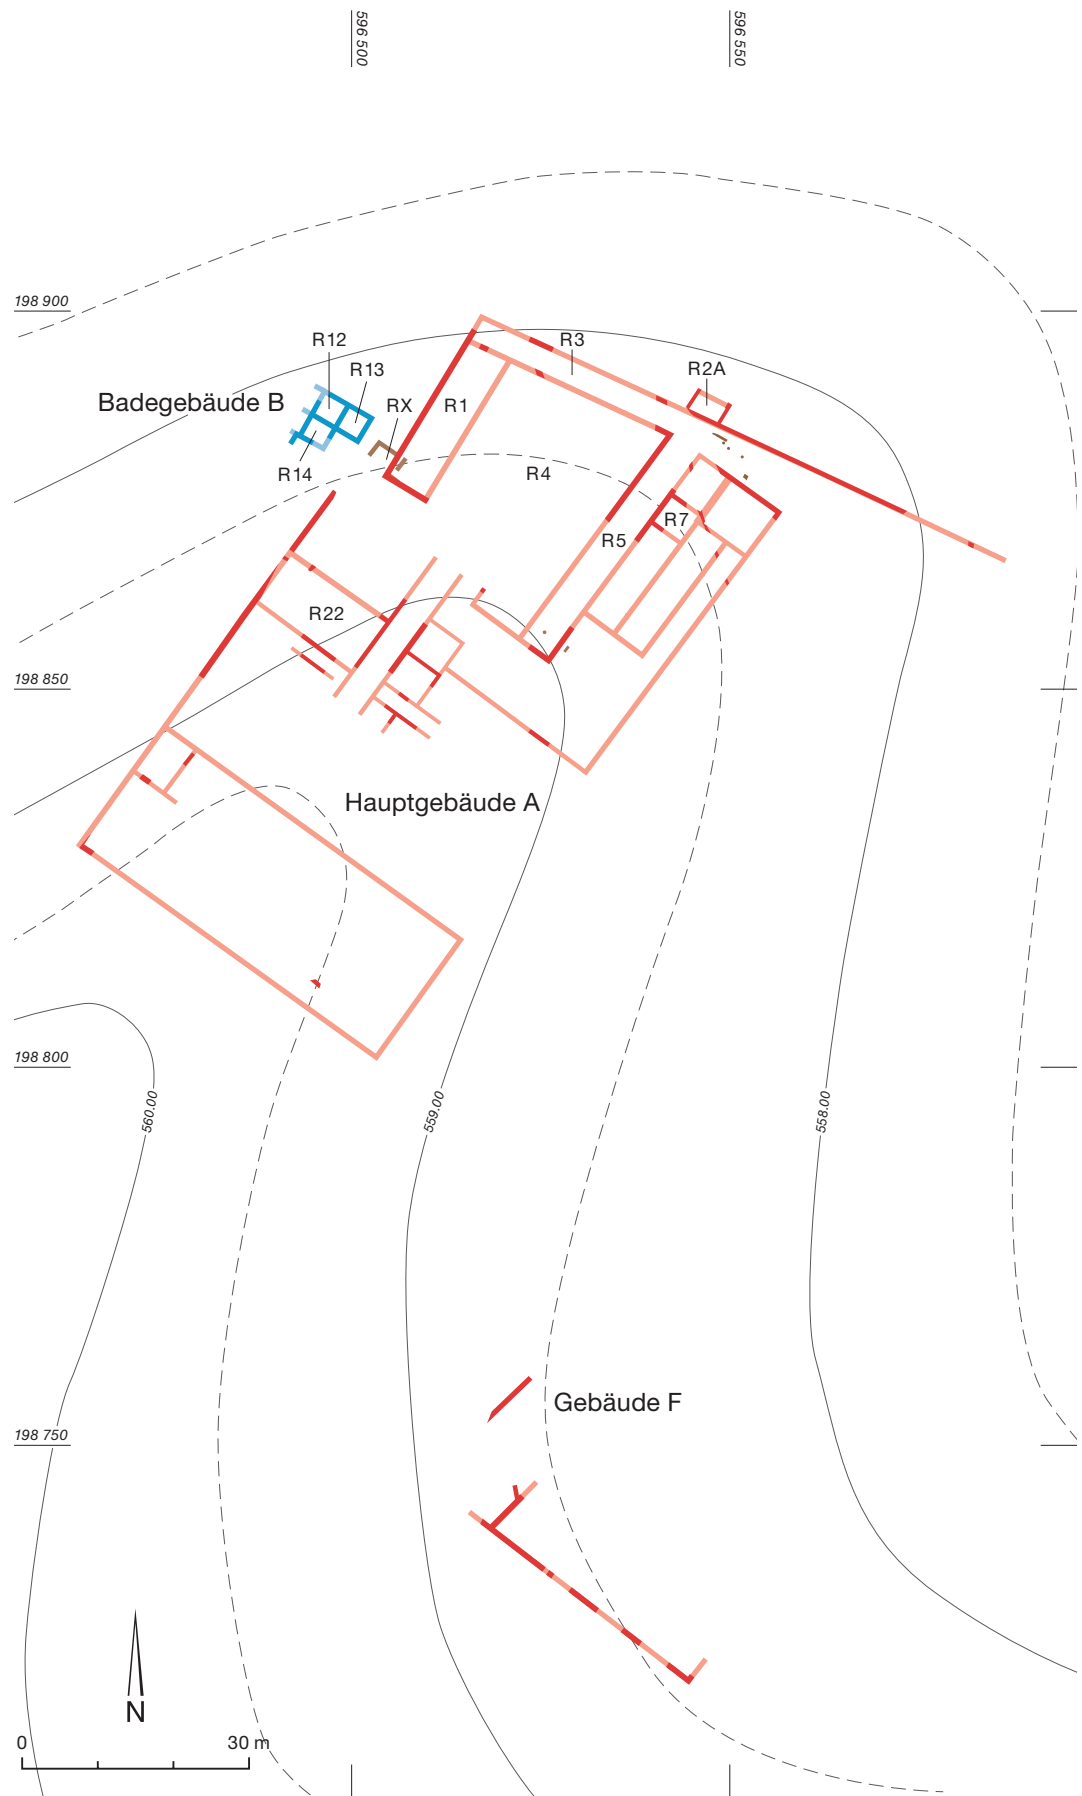 596 500
596 550
198 900
R12
R3
R13
R2A
Badegebäude B
RX
R1
R14
R4
R7
R5
R22
198 850
Hauptgebäude A
198 800
560.00
559.00
558.00
Gebäude F
198 750
N
0
30 m